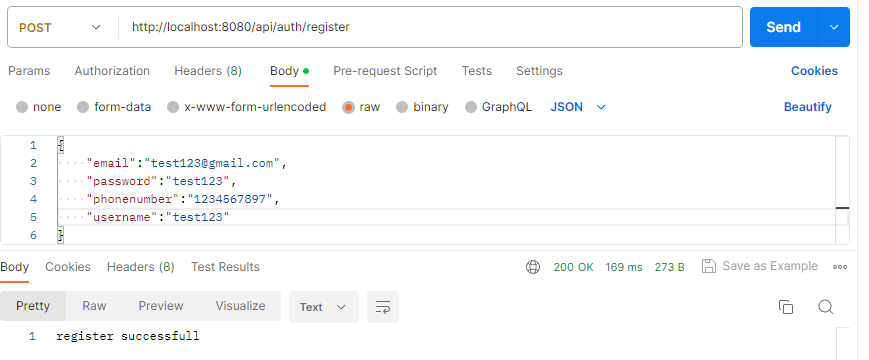 POST http://localhost:8080/api/auth/register Send
Params Authorization Headers (8) Body Pre-request Script Tests Settings Cookies
none form-data x-www-form-urlencoded raw binary GraphQL JSON Beautify
1 {
2 ····"email":"test123@gmail.com",
3 ····"password":"test123",
4 ····"phonenumber":"1234567897",
5 ····"username":"test123"
6 }
Body Cookies Headers (8) Test Results 200 OK 169 ms 273 B Save as Example
Pretty Raw Preview Visualize Text
1 register successfull